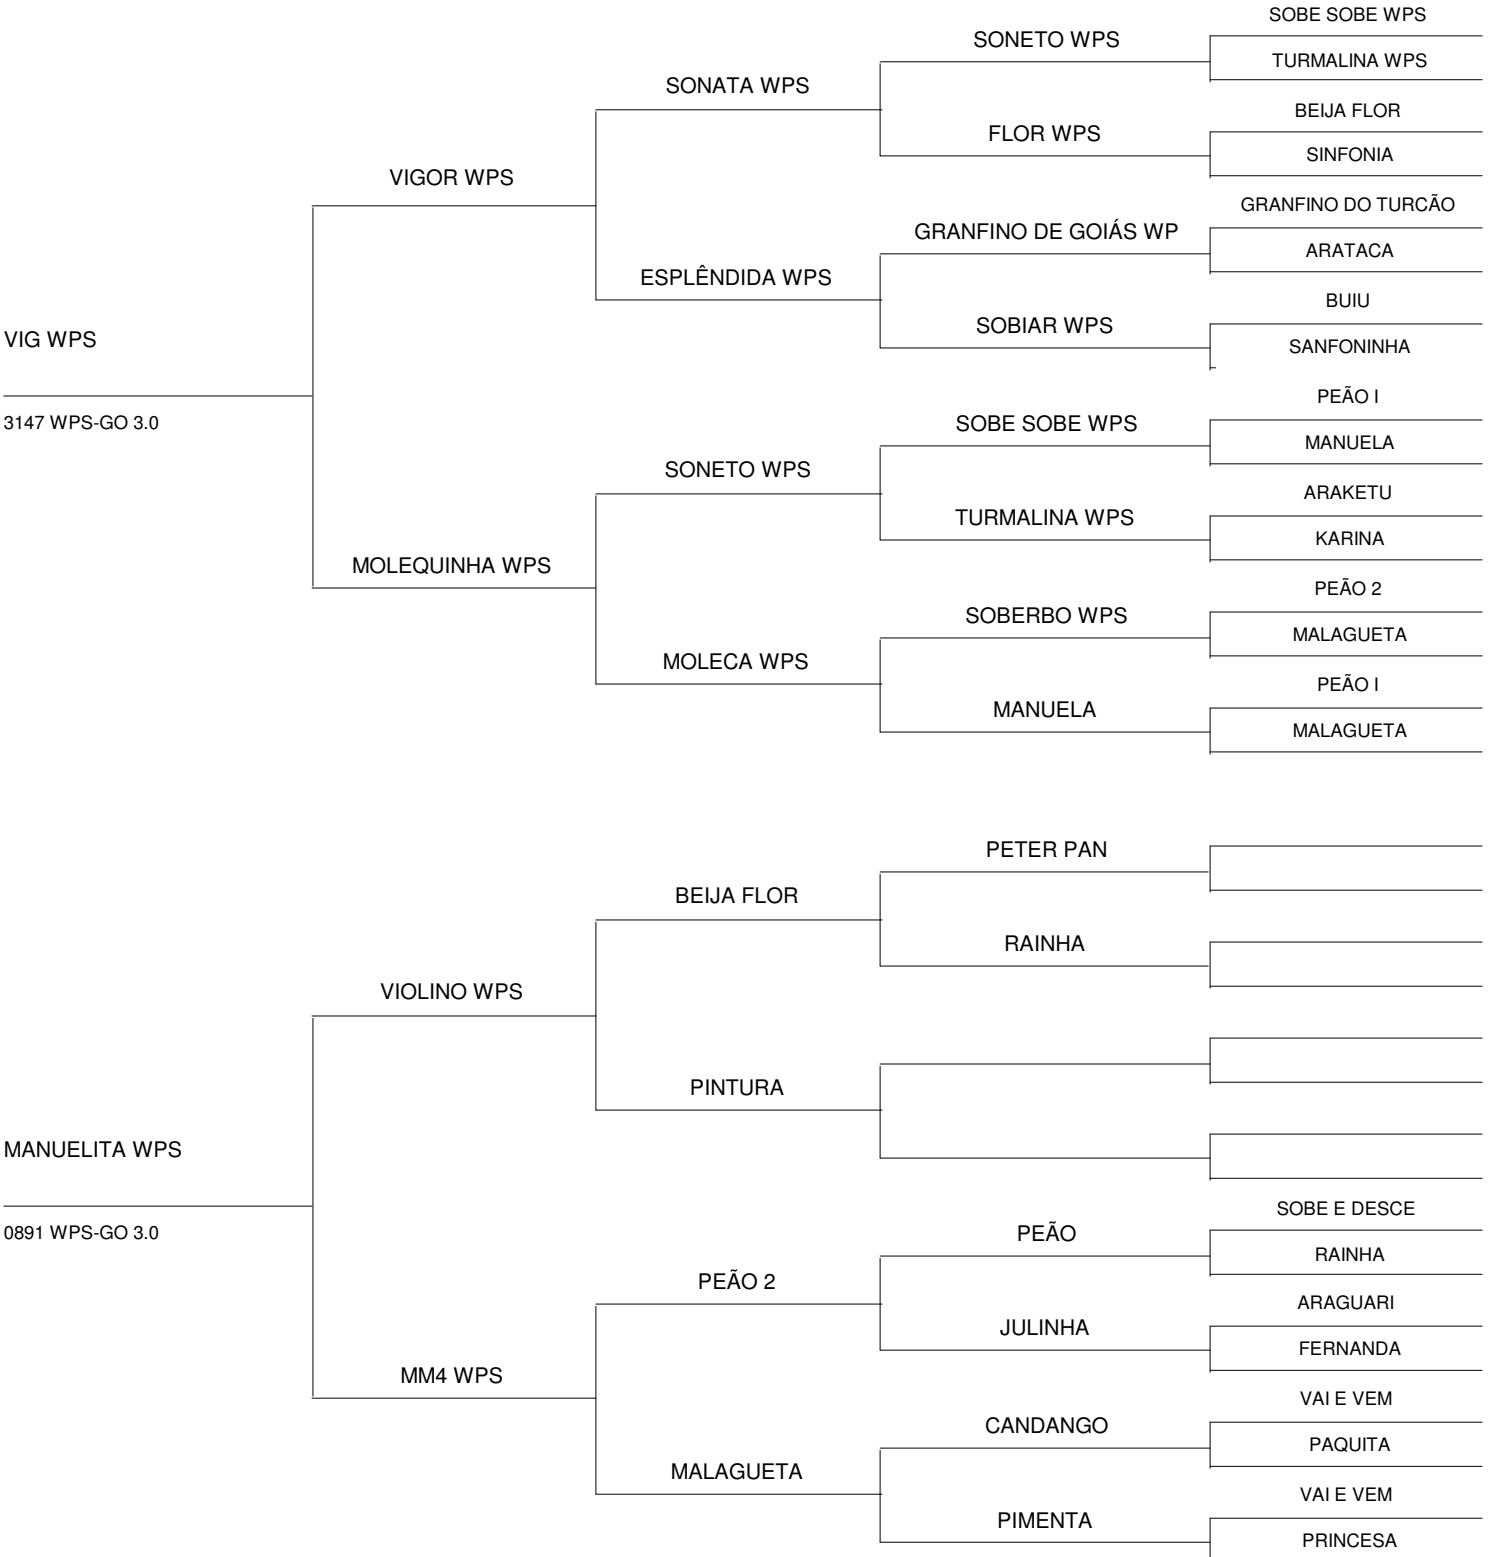 SOBE SOBE WPS
SONETO WPS
TURMALINA WPS
SONATA WPS
BEIJA FLOR
FLOR WPS
SINFONIA
VIGOR WPS
GRANFINO DO TURCÃO
GRANFINO DE GOIÁS WP
ARATACA
ESPLÊNDIDA WPS
BUIU
SOBIAR WPS
SANFONINHA
VIG WPS
3147 WPS-GO 3.0
PEÃO I
SOBE SOBE WPS
MANUELA
SONETO WPS
ARAKETU
TURMALINA WPS
KARINA
MOLEQUINHA WPS
PEÃO 2
SOBERBO WPS
MALAGUETA
MOLECA WPS
PEÃO I
MANUELA
MALAGUETA
PETER PAN
BEIJA FLOR
RAINHA
VIOLINO WPS
PINTURA
MANUELITA WPS
0891 WPS-GO 3.0
SOBE E DESCE
PEÃO
RAINHA
PEÃO 2
ARAGUARI
JULINHA
FERNANDA
MM4 WPS
VAI E VEM
CANDANGO
PAQUITA
MALAGUETA
VAI E VEM
PIMENTA
PRINCESA